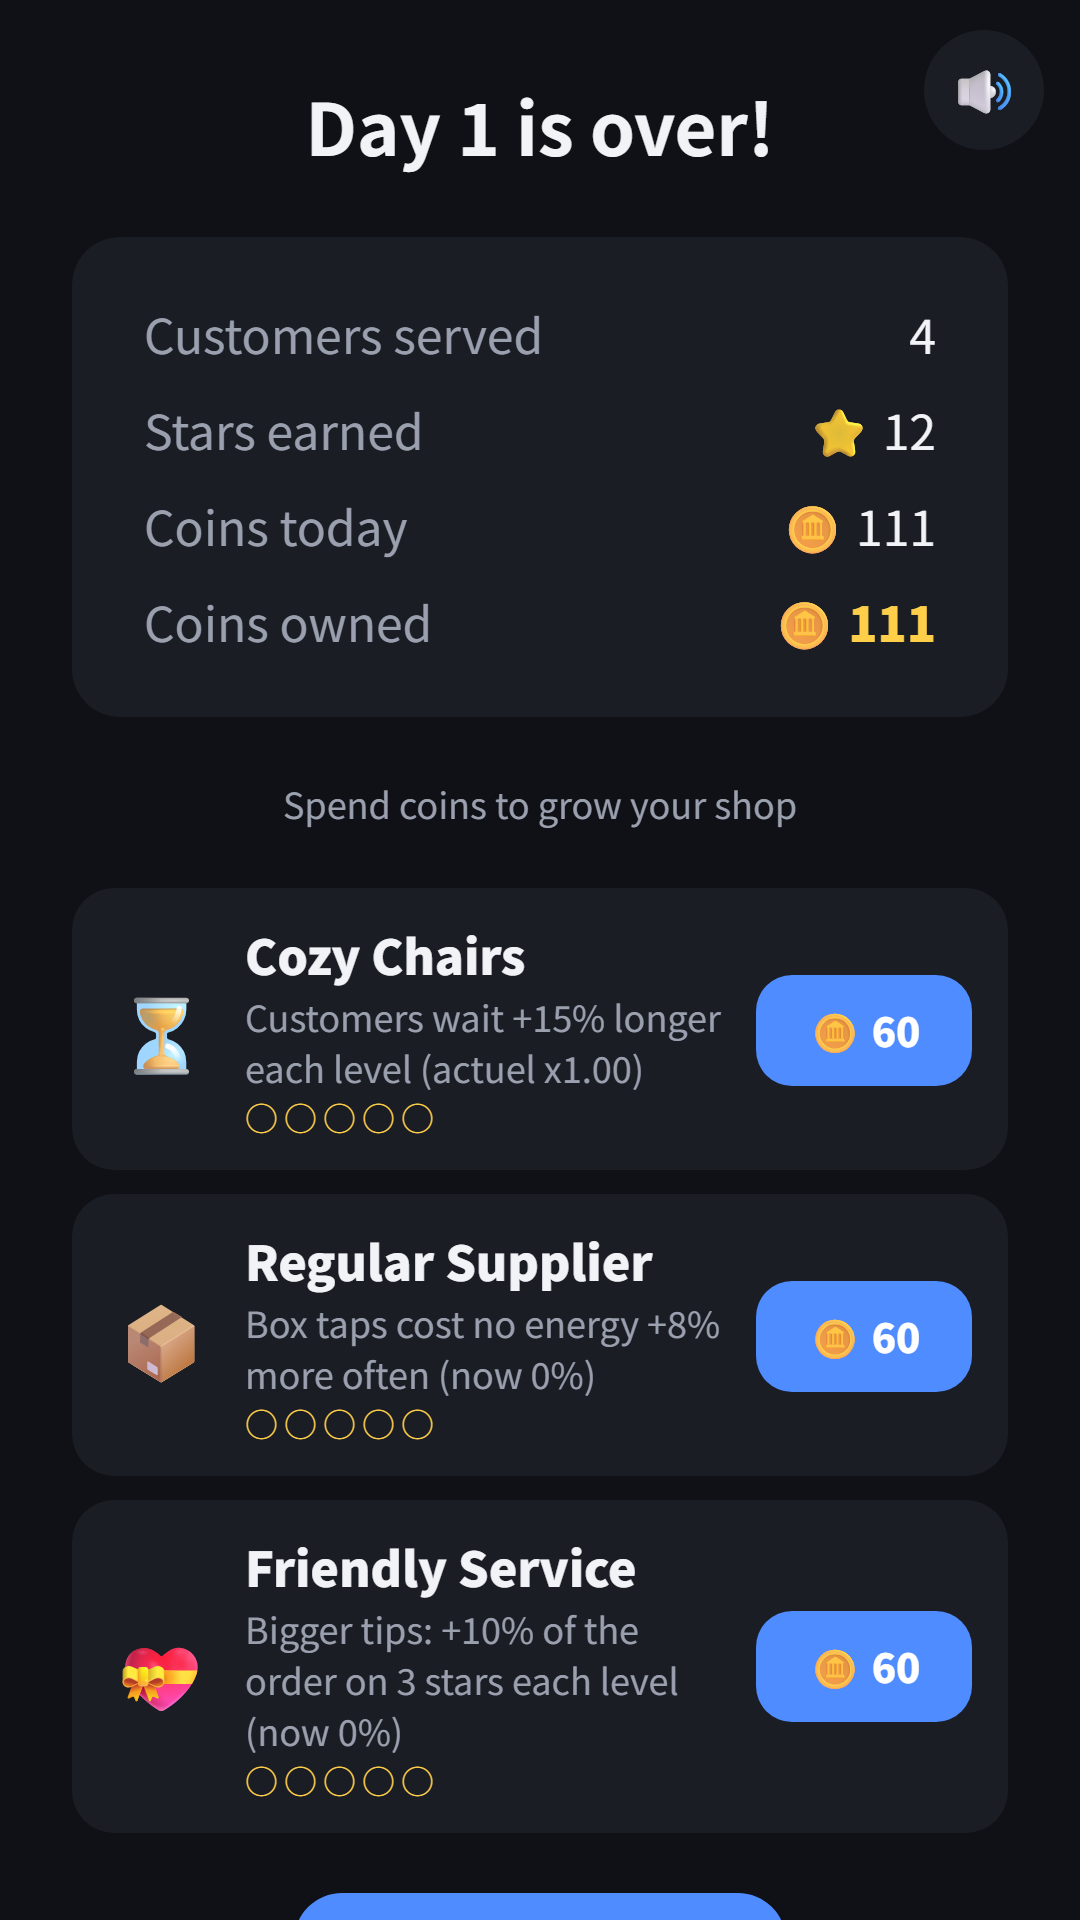 Day 1 is over!
Customers served 4
Stars earned 12
Coins today 111
Coins owned 111
Spend coins to grow your shop
Cozy Chairs
Customers wait +15% longer
each level (actuel x1.00)
60
Regular Supplier
Box taps cost no energy +8%
more often (now 0%)
60
Friendly Service
Bigger tips: +10% of the
order on 3 stars each level
(now 0%)
60